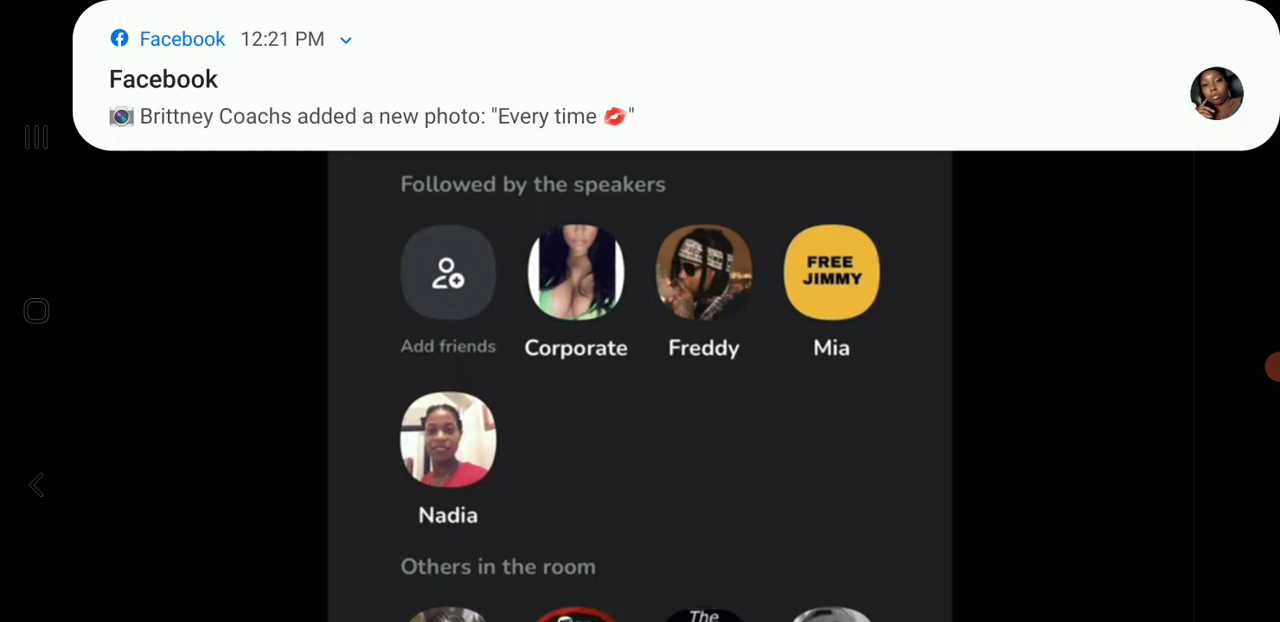 Facebook 12:21 PM
Facebook
📷 Brittney Coachs added a new photo: "Every time 💋"
Followed by the speakers
FREE
JIMMY
Add friends Corporate Freddy Mia
Nadia
Others in the room
The